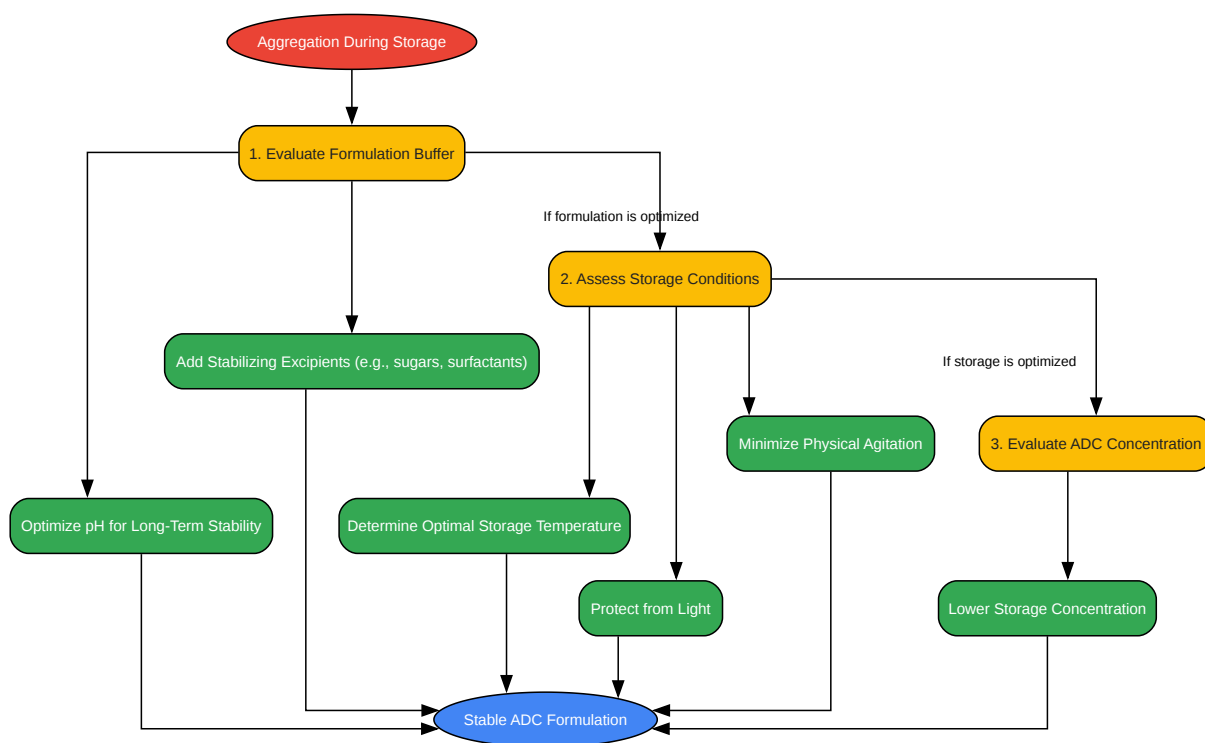 Aggregation During Storage
1. Evaluate Formulation Buffer
If formulation is optimized
2. Assess Storage Conditions
Add Stabilizing Excipients (e.g., sugars, surfactants)
If storage is optimized
Minimize Physical Agitation
3. Evaluate ADC Concentration
Optimize pH for Long-Term Stability
Determine Optimal Storage Temperature
Protect from Light
Lower Storage Concentration
Stable ADC Formulation